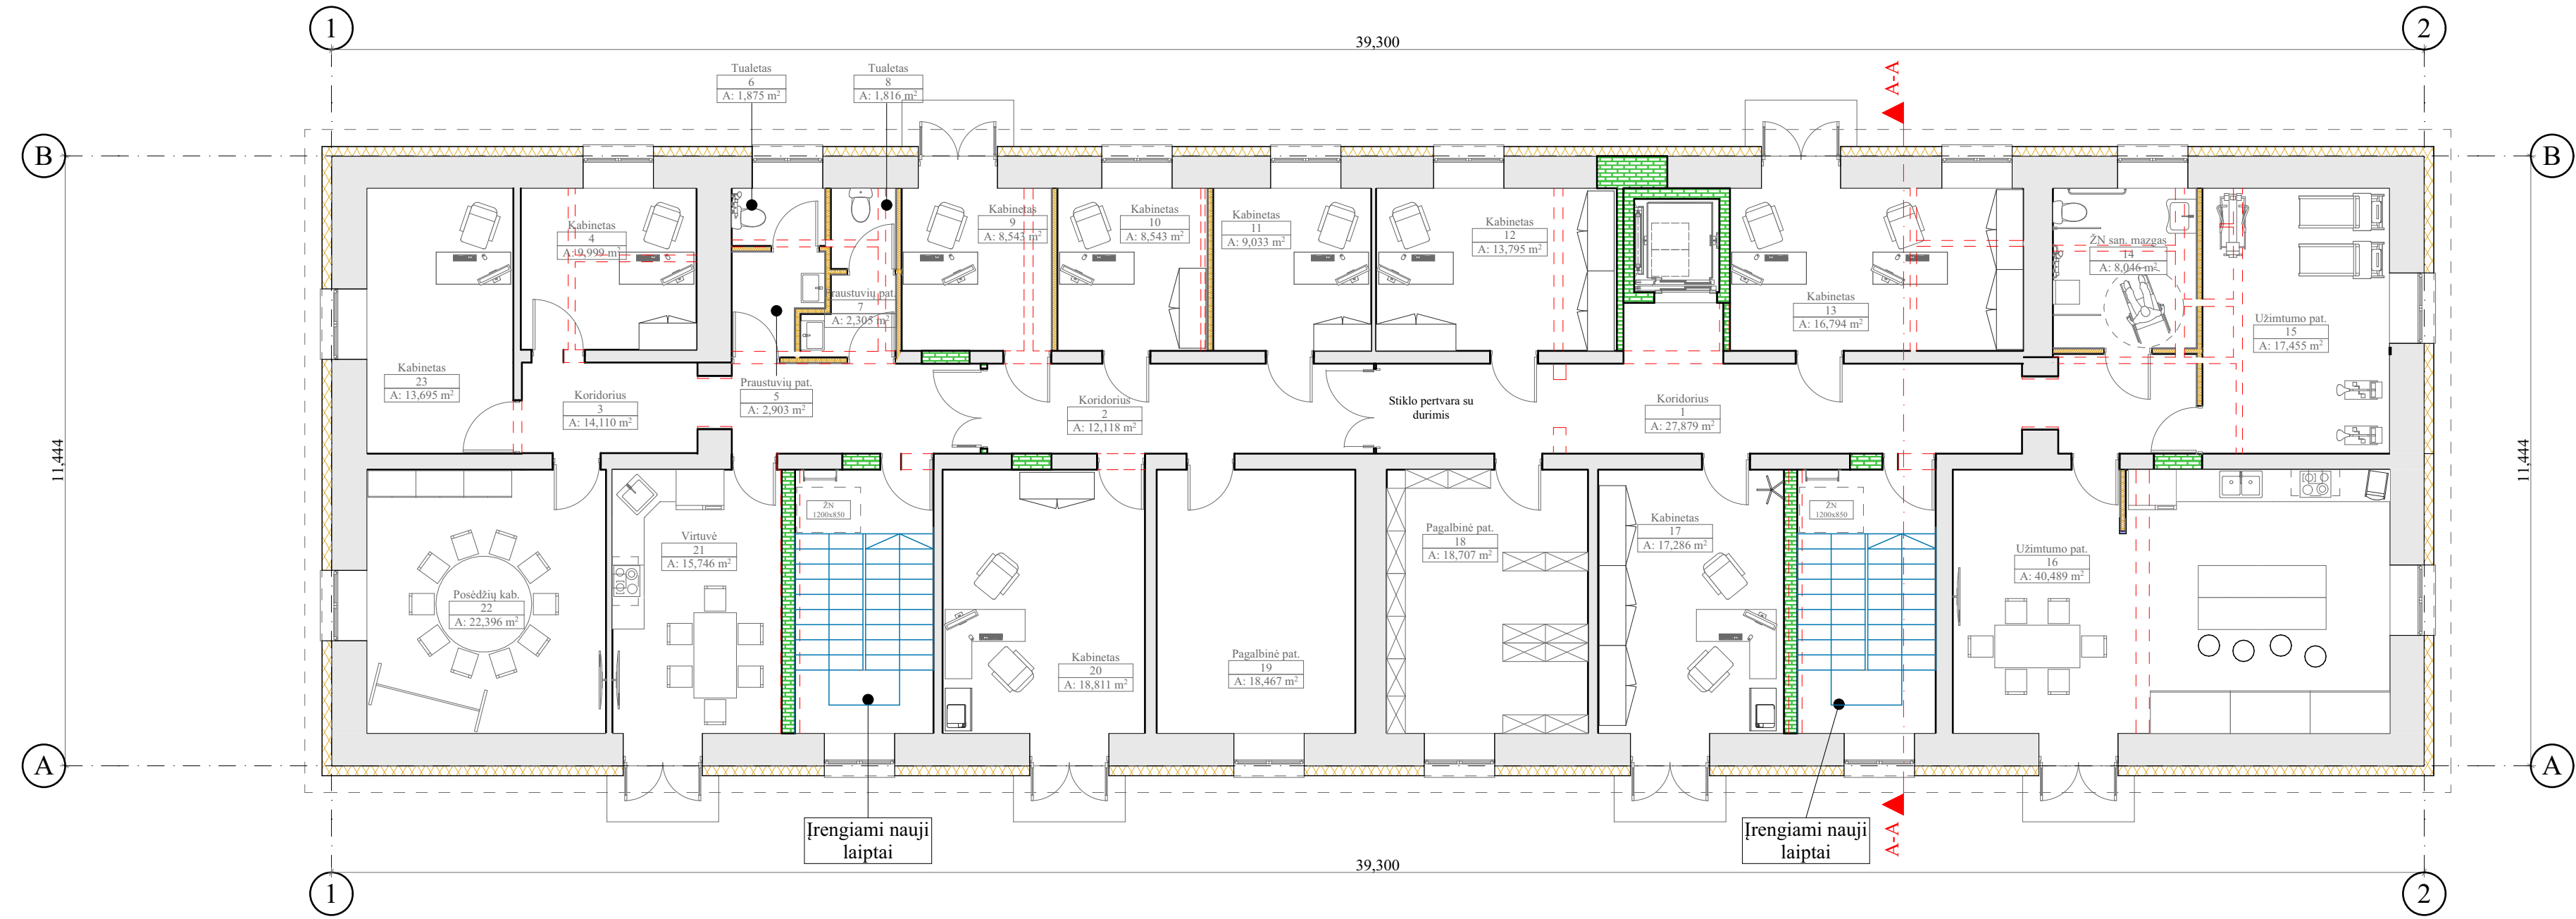 1
39,300
2
Tualetas
6
A: 1,875 m²
Tualetas
8
A: 1,816 m²
A-A
B
B
Kabinetas
4
A: 9,999 m²
Kabinetas
9
A: 8,543 m²
Kabinetas
10
A: 8,543 m²
Kabinetas
11
A: 9,033 m²
Kabinetas
12
A: 13,795 m²
Kabinetas
13
A: 16,794 m²
ŽN san. mazgas
14
A: 8,046 m²
Užimtumo pat.
15
A: 17,455 m²
Praustuvių pat.
7
A: 2,305 m²
Kabinetas
23
A: 13,695 m²
Koridorius
3
A: 14,110 m²
Praustuvių pat.
5
A: 2,903 m²
Koridorius
2
A: 12,118 m²
Stiklo pertvara su
durimis
Koridorius
1
A: 27,879 m²
11,444
11,444
ŽN
1200x850
ŽN
1200x850
Posėdžių kab.
22
A: 22,396 m²
Virtuvė
21
A: 15,746 m²
Kabinetas
20
A: 18,811 m²
Pagalbinė pat.
19
A: 18,467 m²
Pagalbinė pat.
18
A: 18,707 m²
Kabinetas
17
A: 17,286 m²
Užimtumo pat.
16
A: 40,489 m²
A
A
Įrengiami nauji
laiptai
Įrengiami nauji
laiptai
A-A
1
39,300
2